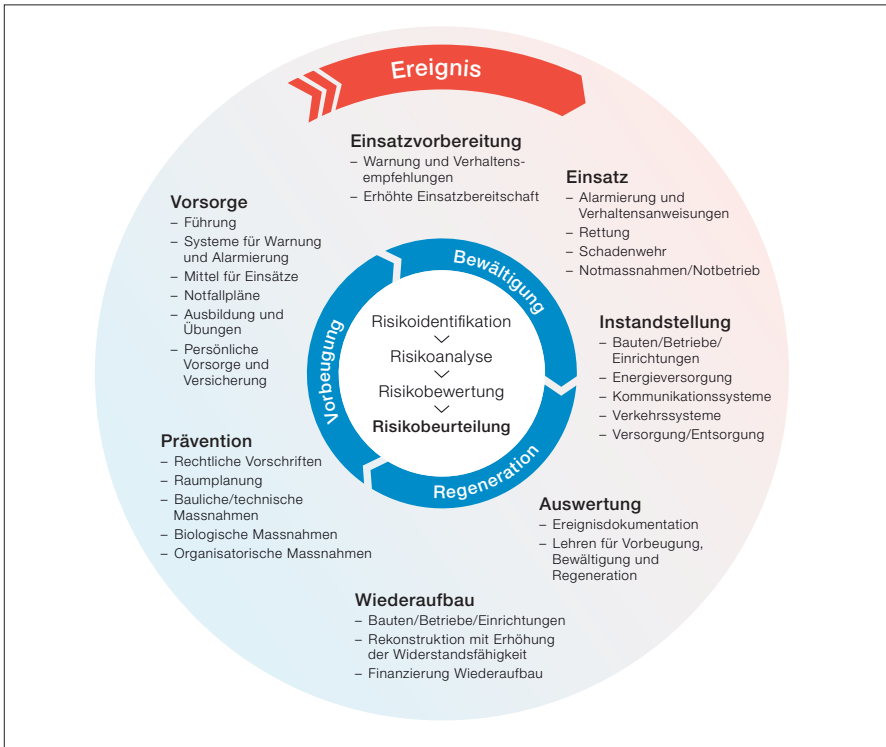 Ereignis
Einsatzvorbereitung
– Warnung und Verhaltens-
empfehlungen
– Erhöhte Einsatzbereitschaft
Einsatz
– Alarmierung und
Verhaltensanweisungen
– Rettung
– Schadenwehr
– Notmassnahmen/Notbetrieb
Vorsorge
– Führung
– Systeme für Warnung
und Alarmierung
– Mittel für Einsätze
– Notfallpläne
– Ausbildung und
Übungen
– Persönliche
Vorsorge und
Versicherung
Bewältigung
Vorbeugung
Regeneration
Risikoidentifikation
Risikoanalyse
Risikobewertung
Risikobeurteilung
Instandstellung
– Bauten/Betriebe/
Einrichtungen
– Energieversorgung
– Kommunikationssysteme
– Verkehrssysteme
– Versorgung/Entsorgung
Prävention
– Rechtliche Vorschriften
– Raumplanung
– Bauliche/technische
Massnahmen
– Biologische Massnahmen
– Organisatorische Massnahmen
Auswertung
– Ereignisdokumentation
– Lehren für Vorbeugung,
Bewältigung und
Regeneration
Wiederaufbau
– Bauten/Betriebe/Einrichtungen
– Rekonstruktion mit Erhöhung
der Widerstandsfähigkeit
– Finanzierung Wiederaufbau